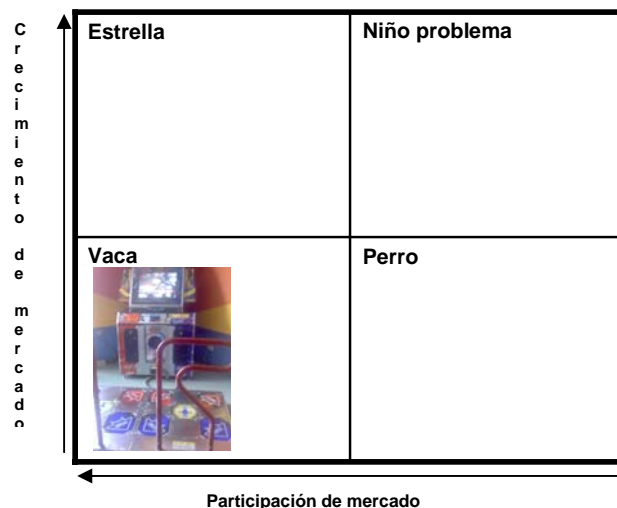 Crecimiento de mercado
Estrella
Niño problema
Vaca
Perro
Participación de mercado